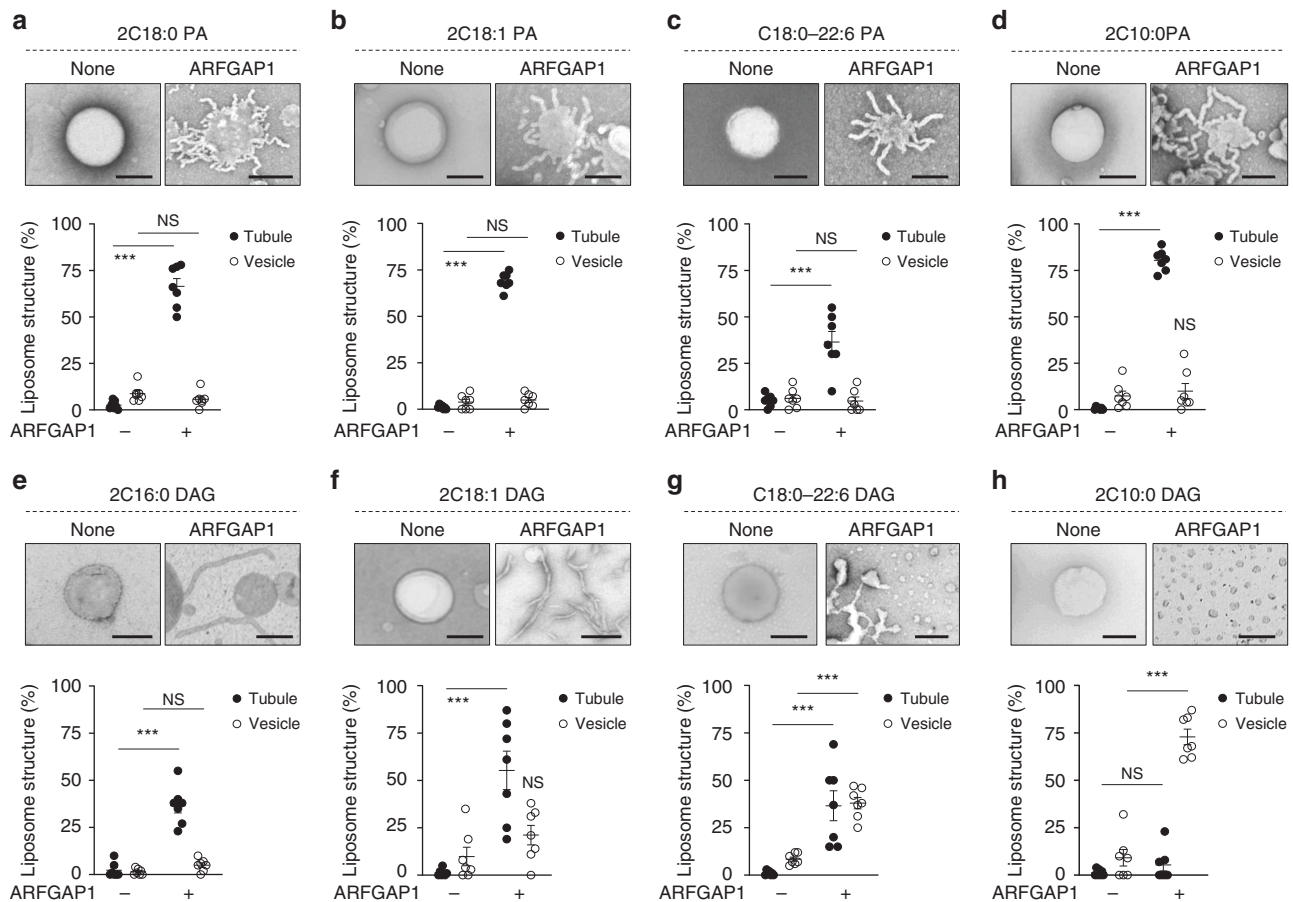 a
2C18:0 PA
None ARFGAP1
Liposome structure (%)
100
75
50
25
0
NS
***
Tubule
Vesicle
ARFGAP1 – +
b
2C18:1 PA
None ARFGAP1
Liposome structure (%)
100
75
50
25
0
NS
***
Tubule
Vesicle
ARFGAP1 – +
c
C18:0–22:6 PA
None ARFGAP1
Liposome structure (%)
100
75
50
25
0
NS
***
Tubule
Vesicle
ARFGAP1 – +
d
2C10:0PA
None ARFGAP1
Liposome structure (%)
100
75
50
25
0
***
NS
Tubule
Vesicle
ARFGAP1 – +
e
2C16:0 DAG
None ARFGAP1
Liposome structure (%)
100
75
50
25
0
NS
***
Tubule
Vesicle
ARFGAP1 – +
f
2C18:1 DAG
None ARFGAP1
Liposome structure (%)
100
75
50
25
0
***
NS
Tubule
Vesicle
ARFGAP1 – +
g
C18:0–22:6 DAG
None ARFGAP1
Liposome structure (%)
100
75
50
25
0
***
***
Tubule
Vesicle
ARFGAP1 – +
h
2C10:0 DAG
None ARFGAP1
Liposome structure (%)
100
75
50
25
0
***
NS
Tubule
Vesicle
ARFGAP1 – +